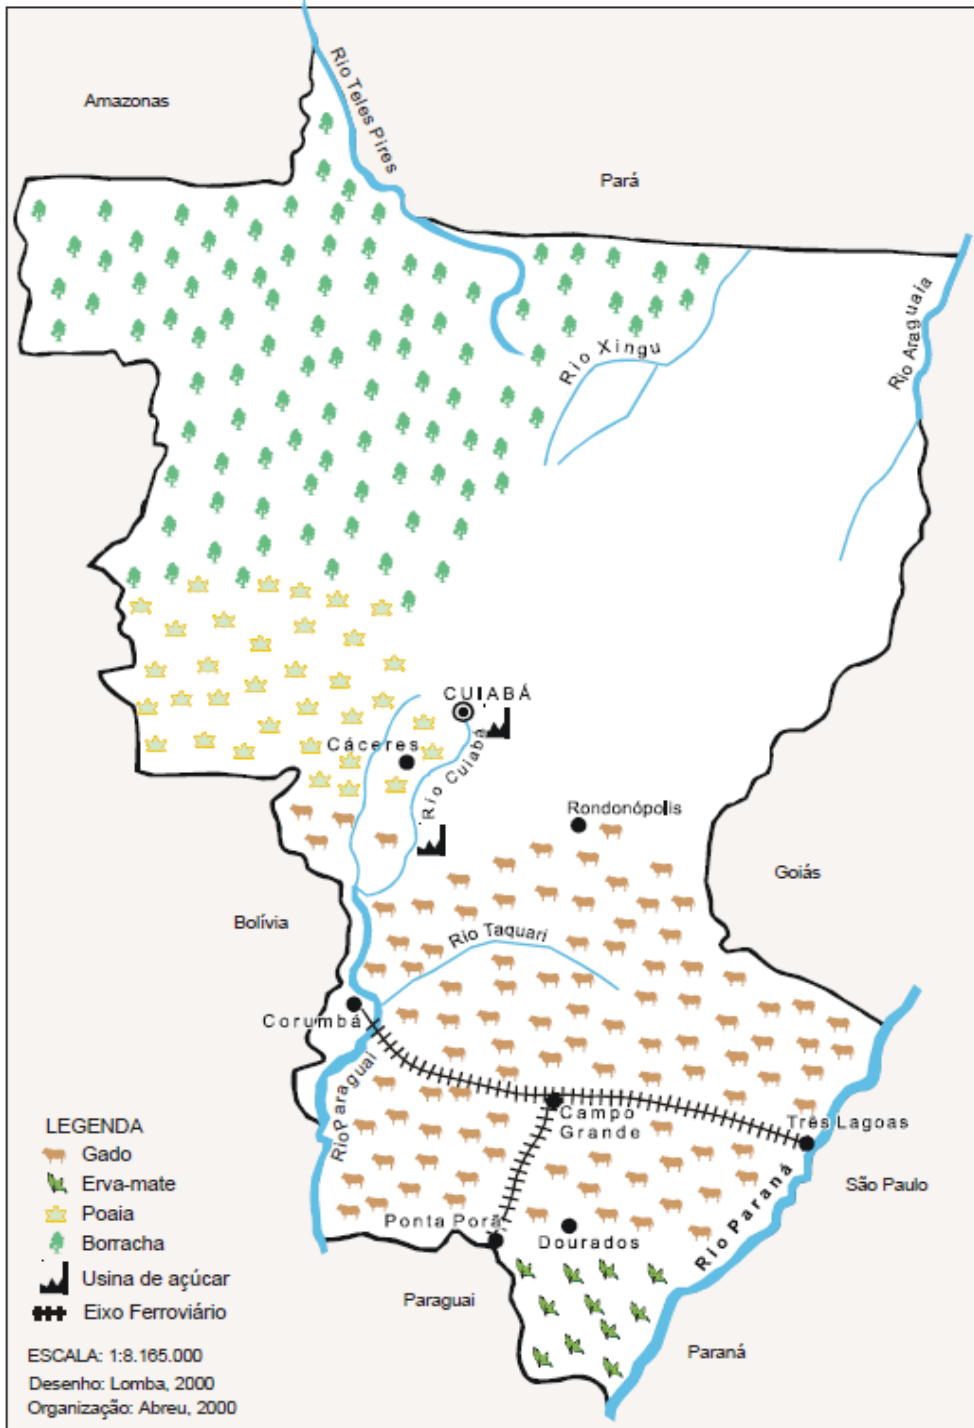 Rio Teles Pires
Amazonas
Pará
Rio Araguaia
Rio Xingu
CUIABÁ
Cáceres
Rio Cuiabá
Rondonópolis
Goiás
Bolívia
Rio Taquari
Corumbá
Rio Paraguai
Campo
Grande
Três Lagoas
LEGENDA
Gado
Erva-mate
Poaia
Borracha
Usina de açúcar
Eixo Ferroviário
São Paulo
Rio Paraná
Ponta Porã
Dourados
Paraguai
Paraná
ESCALA: 1:8.165.000
Desenho: Lomba, 2000
Organização: Abreu, 2000